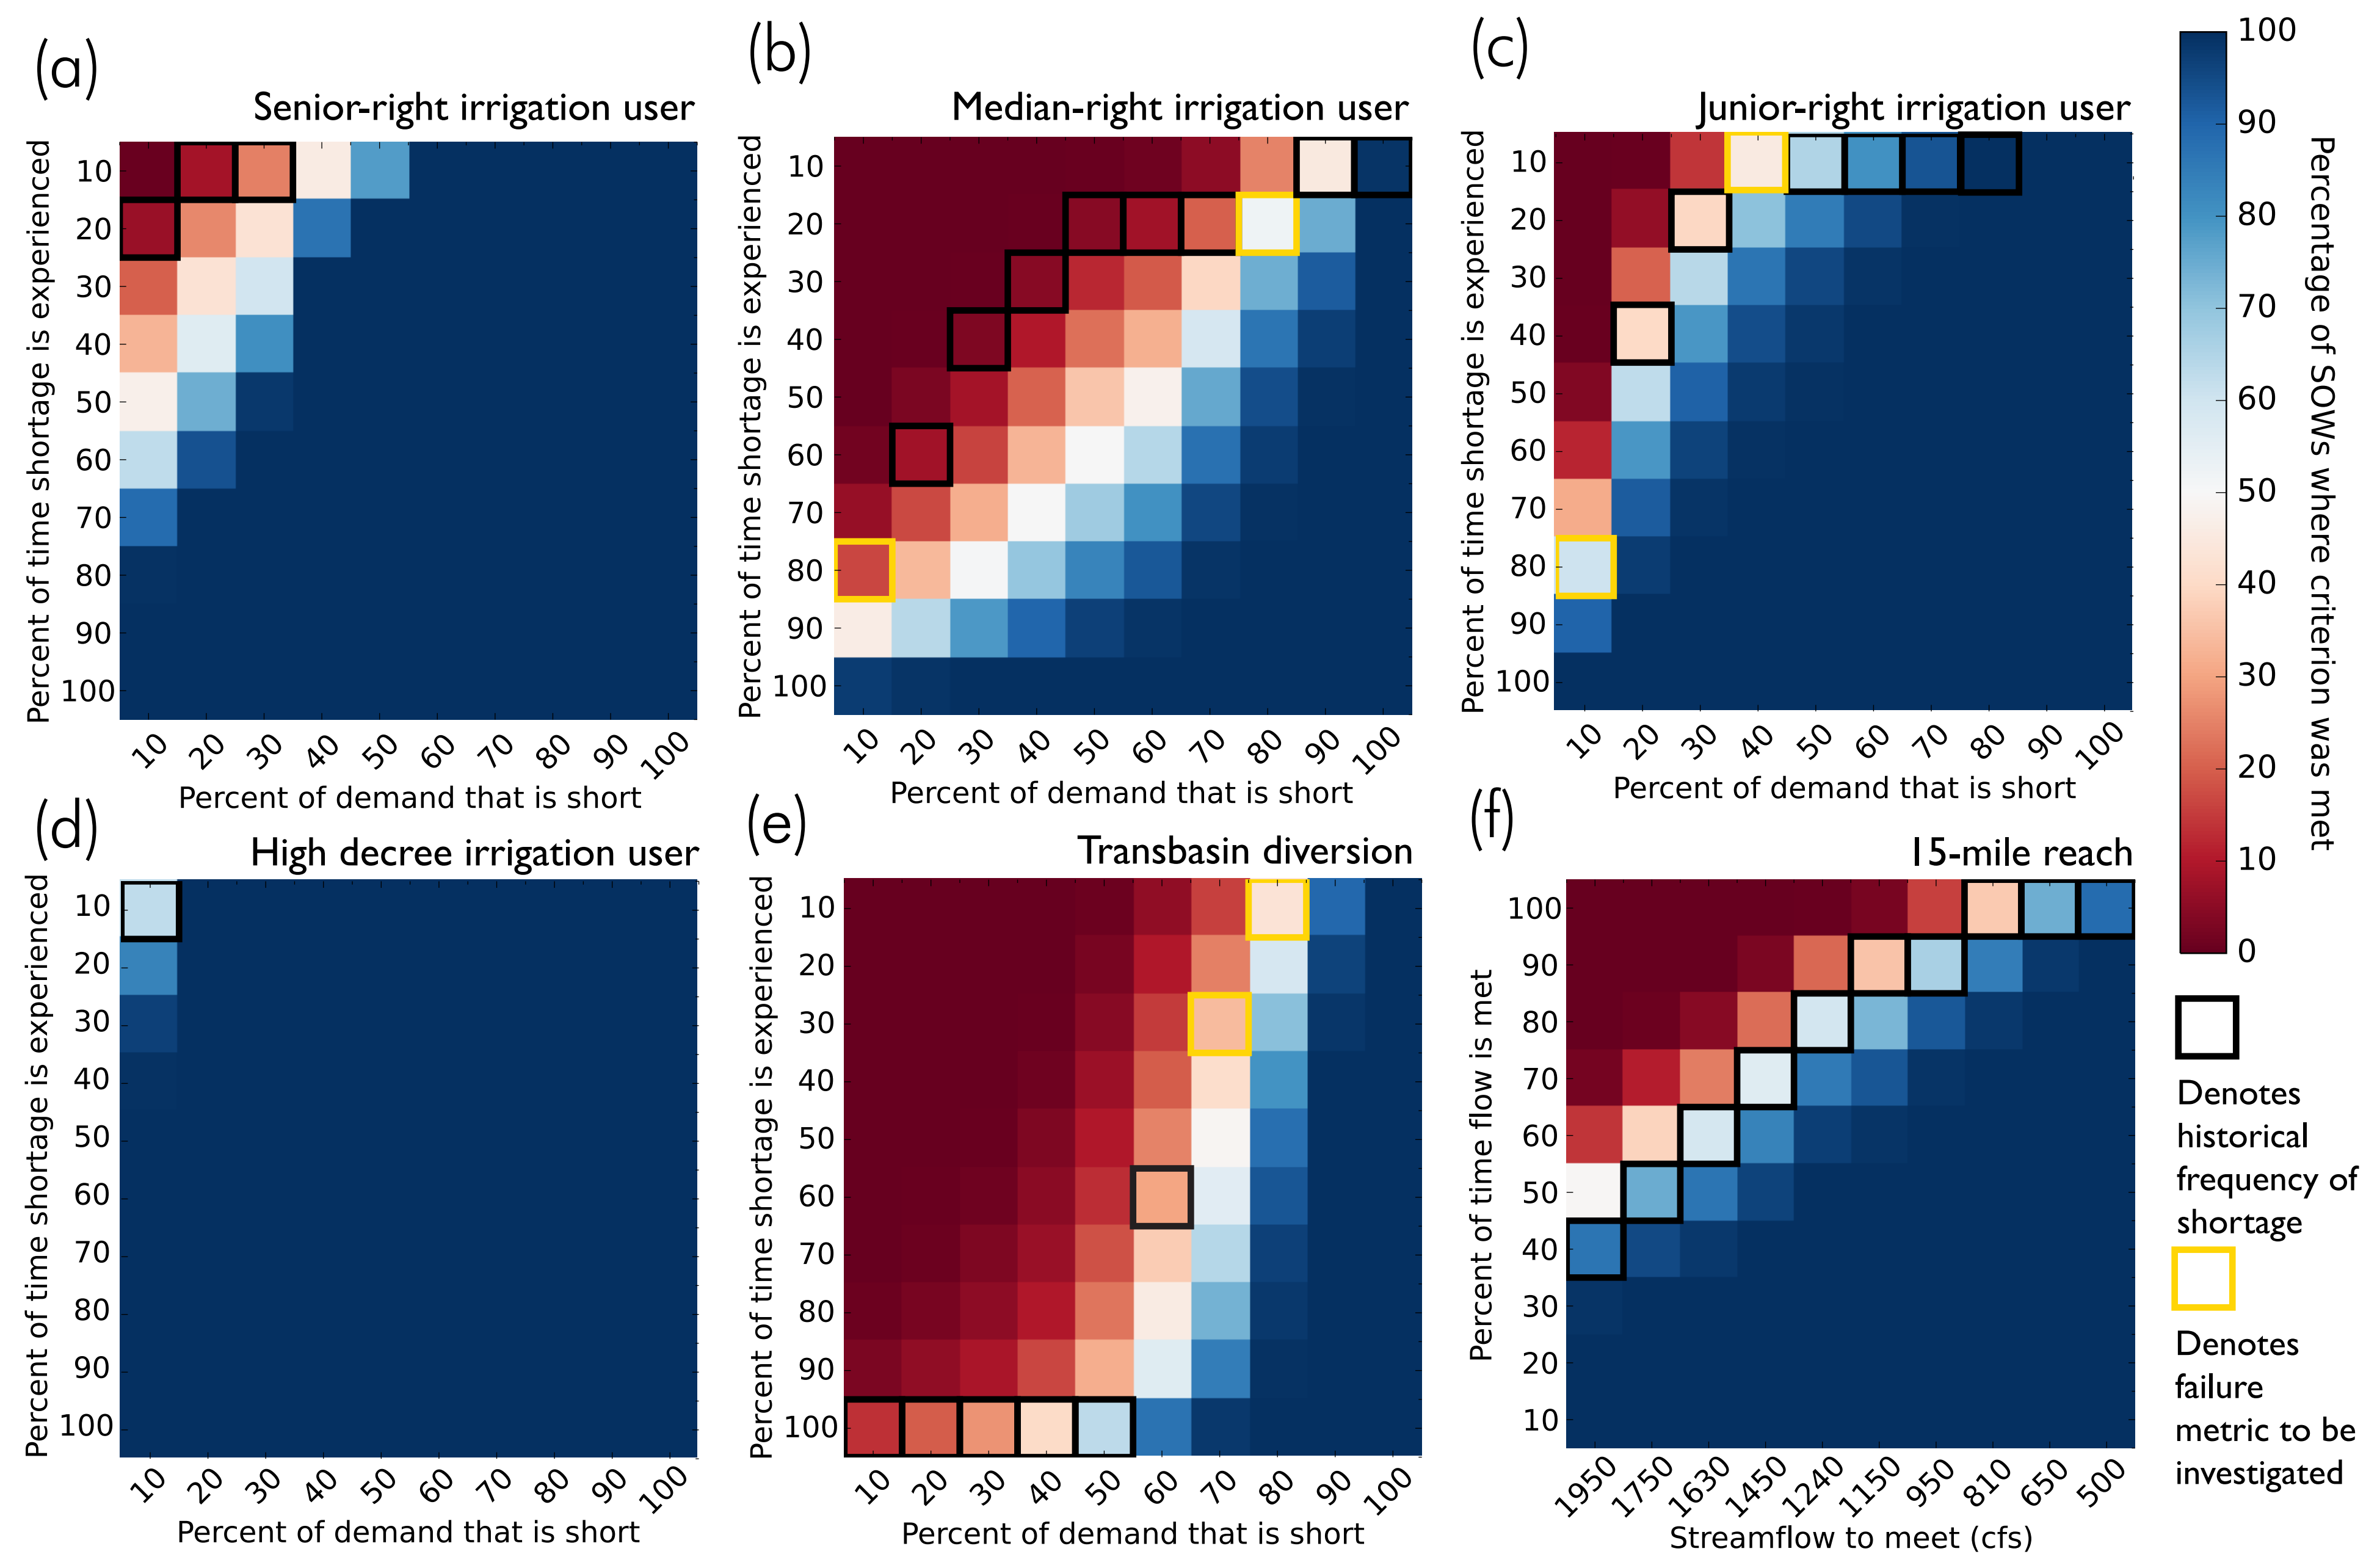 (a)
Senior-right irrigation user
Percent of time shortage is experienced
10
20
30
40
50
60
70
80
90
100
10 20 30 40 50 60 70 80 90 100
Percent of demand that is short
(b)
Median-right irrigation user
Percent of time shortage is experienced
10
20
30
40
50
60
70
80
90
100
10 20 30 40 50 60 70 80 90 100
Percent of demand that is short
(c)
Junior-right irrigation user
Percent of time shortage is experienced
10
20
30
40
50
60
70
80
90
100
10 20 30 40 50 60 70 80 90 100
Percent of demand that is short
100
90
80
70
60
50
40
30
20
10
0
Percentage of SOWs where criterion was met
(d)
High decree irrigation user
Percent of time shortage is experienced
10
20
30
40
50
60
70
80
90
100
10 20 30 40 50 60 70 80 90 100
Percent of demand that is short
(e)
Transbasin diversion
Percent of time shortage is experienced
10
20
30
40
50
60
70
80
90
100
10 20 30 40 50 60 70 80 90 100
Percent of demand that is short
(f)
15-mile reach
Percent of time flow is met
100
90
80
70
60
50
40
30
20
10
1950 1750 1630 1450 1240 1150 950 810 650 500
Streamflow to meet (cfs)
Denotes
historical
frequency of
shortage
Denotes
failure
metric to be
investigated